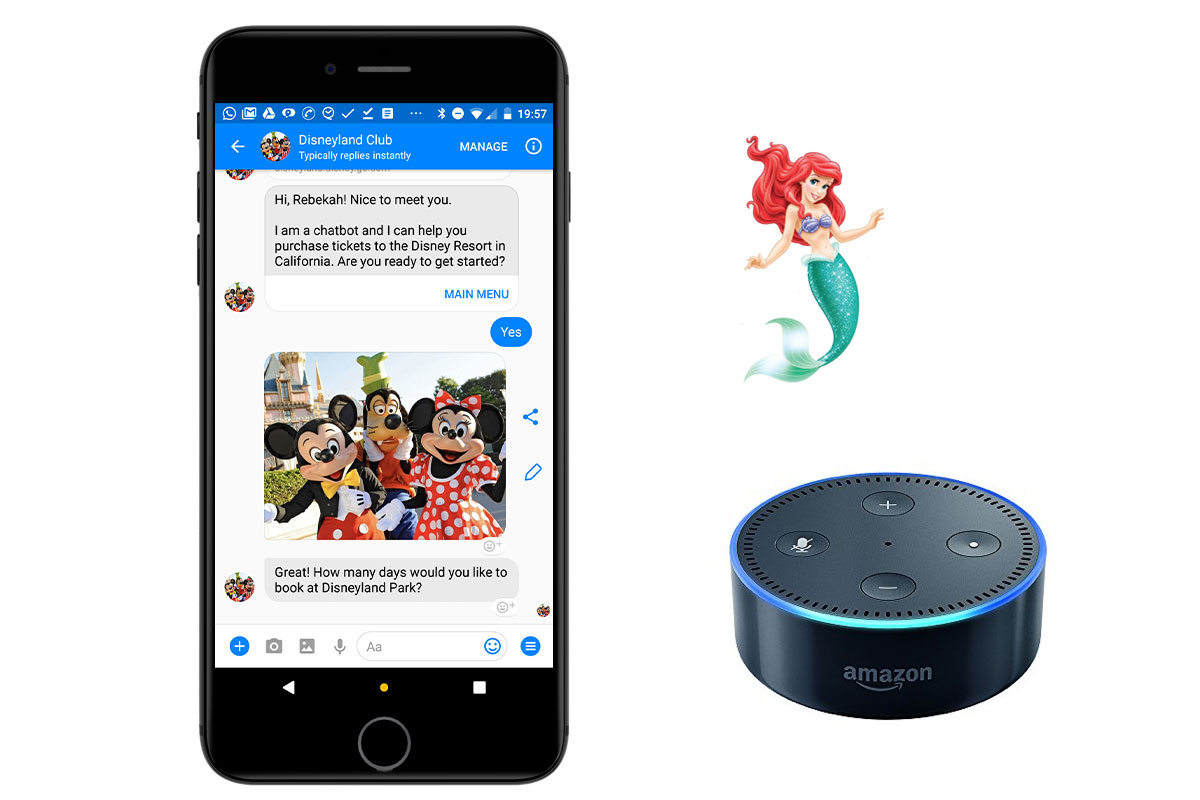 19:57
Disneyland Club
Typically replies instantly
MANAGE
Hi, Rebekah! Nice to meet you.
I am a chatbot and I can help you
purchase tickets to the Disney Resort in
California. Are you ready to get started?
MAIN MENU
Yes
Great! How many days would you like to
book at Disneyland Park?
Aa
amazon